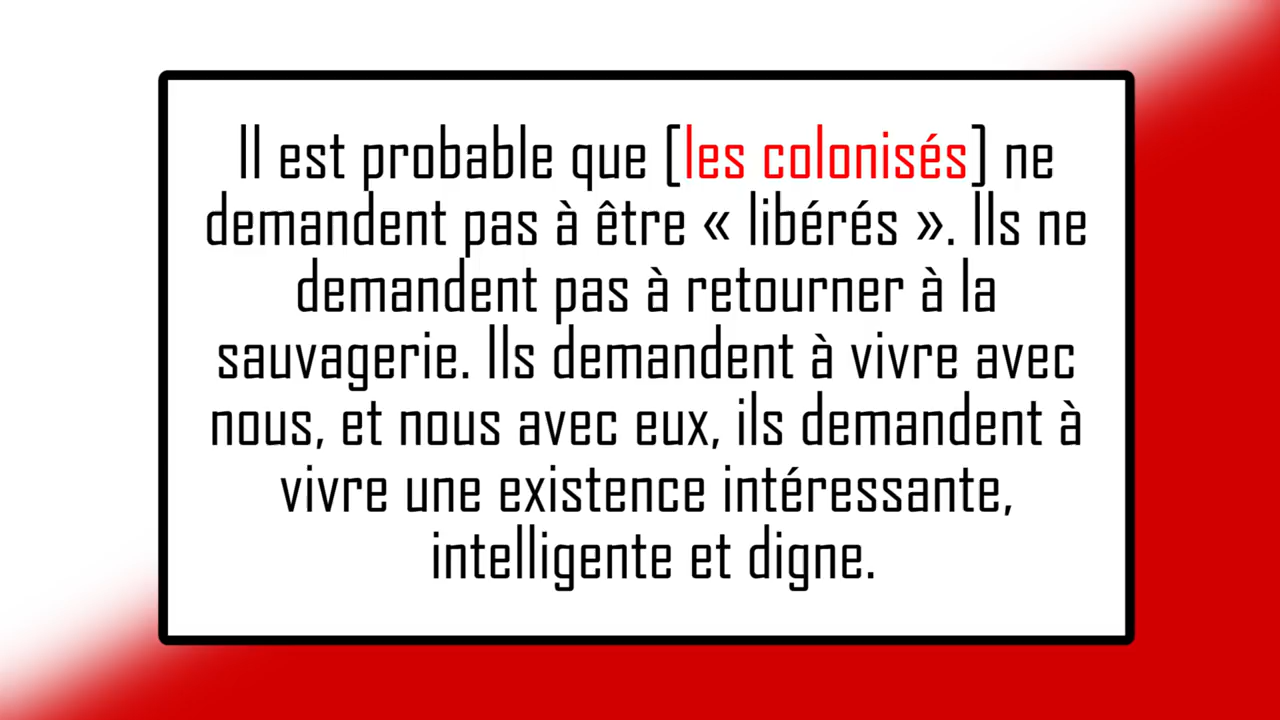 Il est probable que [les colonisés] ne
demandent pas à être « libérés ». Ils ne
demandent pas à retourner à la
sauvagerie. Ils demandent à vivre avec
nous, et nous avec eux, ils demandent à
vivre une existence intéressante,
intelligente et digne.